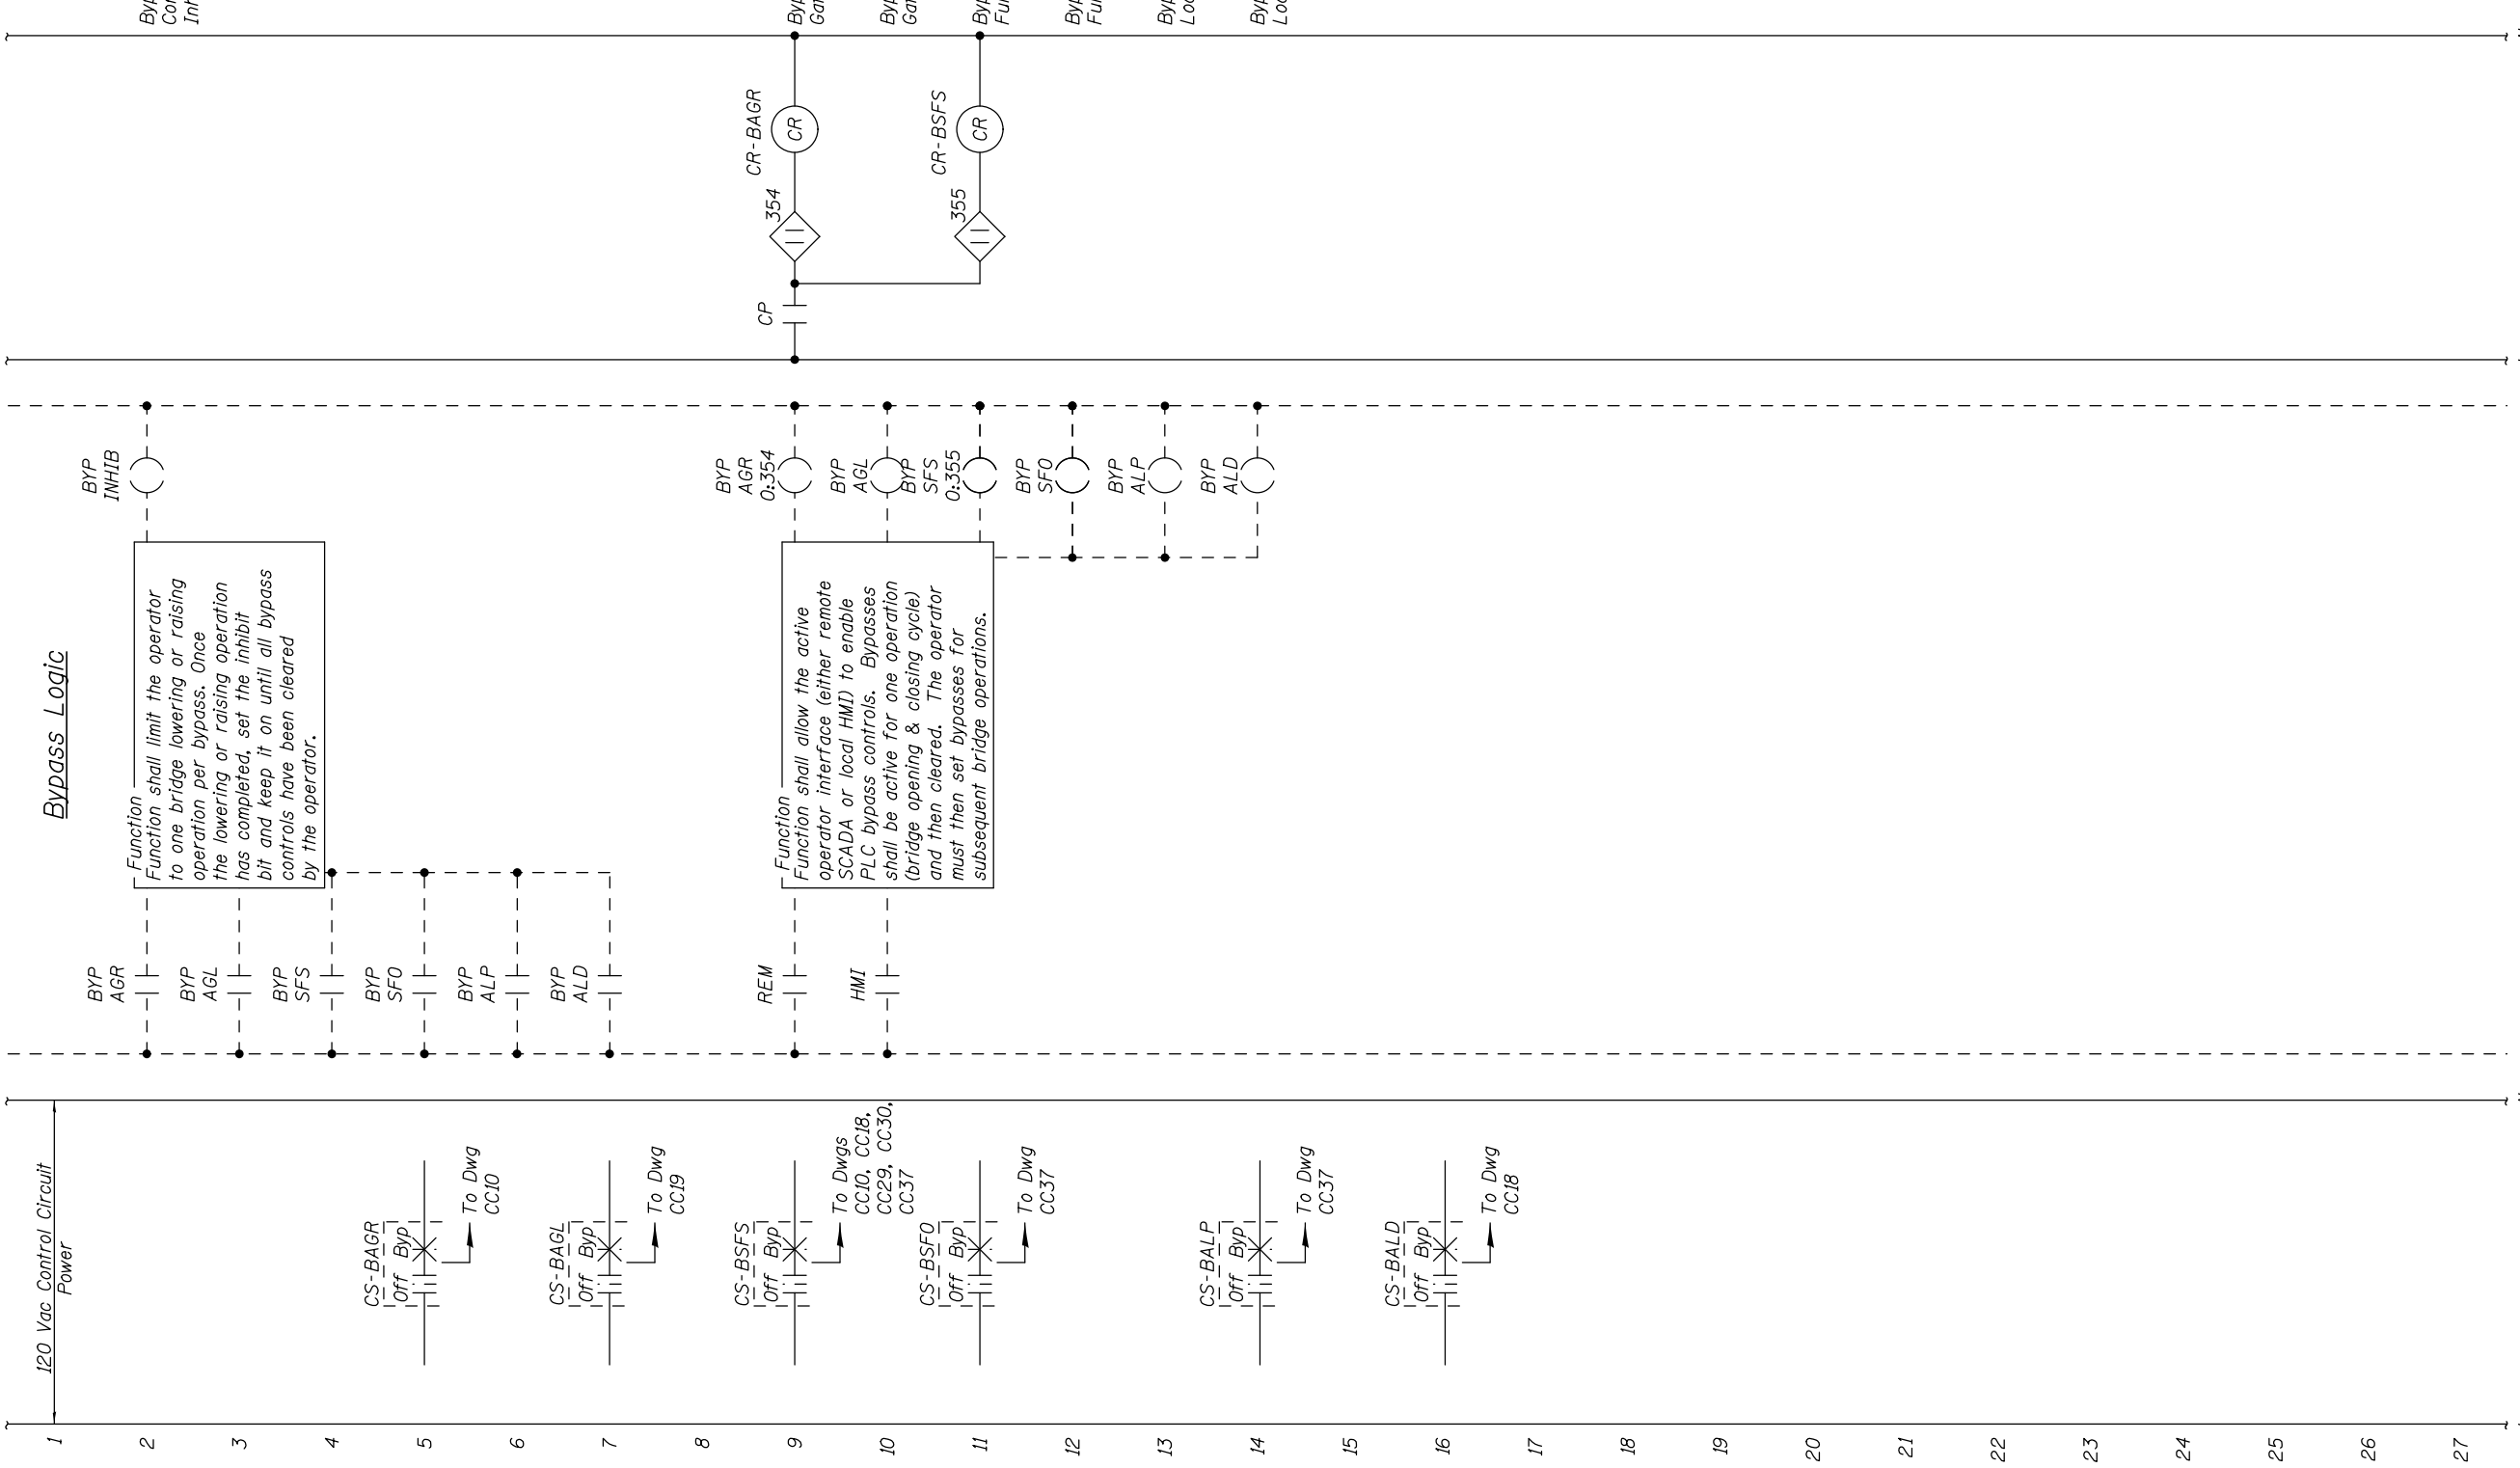 120 Vac Control Circuit
Power
Bypass Logic
1
2
3
4
5
6
7
8
9
10
11
12
13
14
15
16
17
18
19
20
21
22
23
24
25
26
27
CS-BAGR
Off Byp
To Dwg
CC10
CS-BAGL
Off Byp
To Dwg
CC19
CS-BSFS
Off Byp
To Dwgs
CC10, CC18,
CC29, CC30,
CC37
CS-BSFO
Off Byp
To Dwg
CC37
CS-BALP
Off Byp
To Dwg
CC37
CS-BALD
Off Byp
To Dwg
CC18
BYP
AGR
BYP
AGL
BYP
SFS
BYP
SFO
BYP
ALP
BYP
ALD
REM
HMI
Function
Function shall limit the operator
to one bridge lowering or raising
operation per bypass. Once
the lowering or raising operation
has completed, set the inhibit
bit and keep it on until all bypass
controls have been cleared
by the operator.
Function
Function shall allow the active
operator interface (either remote
SCADA or local HMI) to enable
PLC bypass controls. Bypasses
shall be active for one operation
(bridge opening & closing cycle)
and then cleared. The operator
must then set bypasses for
subsequent bridge operations.
BYP
INHIB
BYP
AGR
O:354
BYP
AGL
BYP
SFS
O:355
BYP
SFO
BYP
ALP
BYP
ALD
CP
354
CR-BAGR
CR
355
CR-BSFS
CR